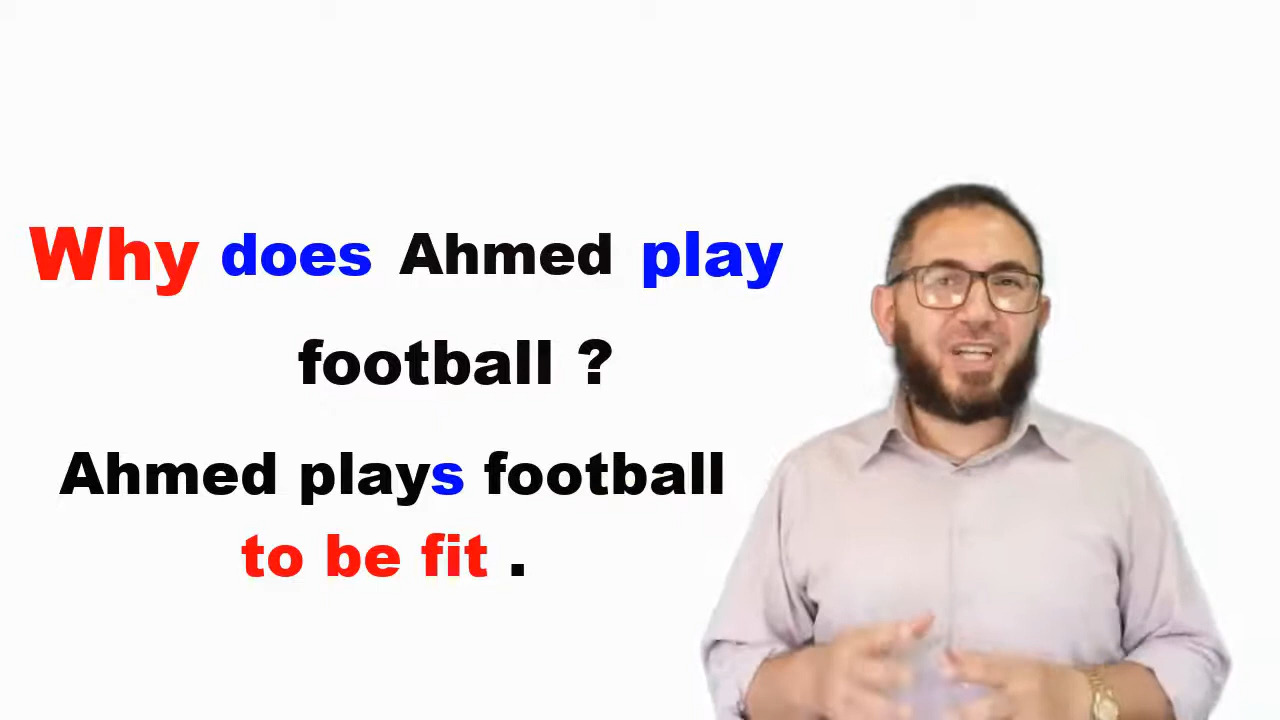 Why does Ahmed play
football ?
Ahmed plays football
to be fit .